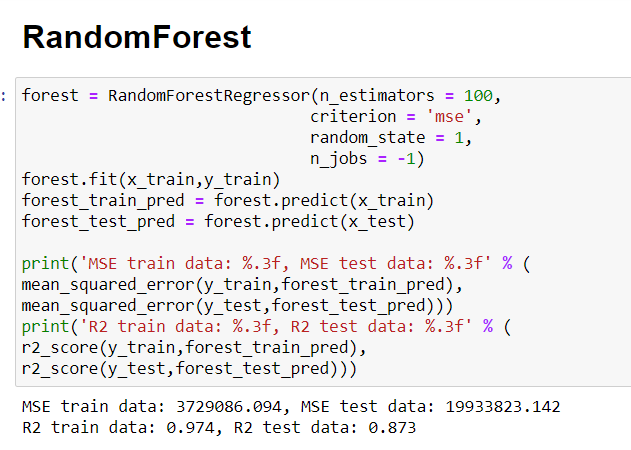 RandomForest
: forest = RandomForestRegressor(n_estimators = 100,
criterion = 'mse',
random_state = 1,
n_jobs = -1)
forest.fit(x_train,y_train)
forest_train_pred = forest.predict(x_train)
forest_test_pred = forest.predict(x_test)
print('MSE train data: %.3f, MSE test data: %.3f' % (
mean_squared_error(y_train,forest_train_pred),
mean_squared_error(y_test,forest_test_pred)))
print('R2 train data: %.3f, R2 test data: %.3f' % (
r2_score(y_train,forest_train_pred),
r2_score(y_test,forest_test_pred)))
MSE train data: 3729086.094, MSE test data: 19933823.142
R2 train data: 0.974, R2 test data: 0.873